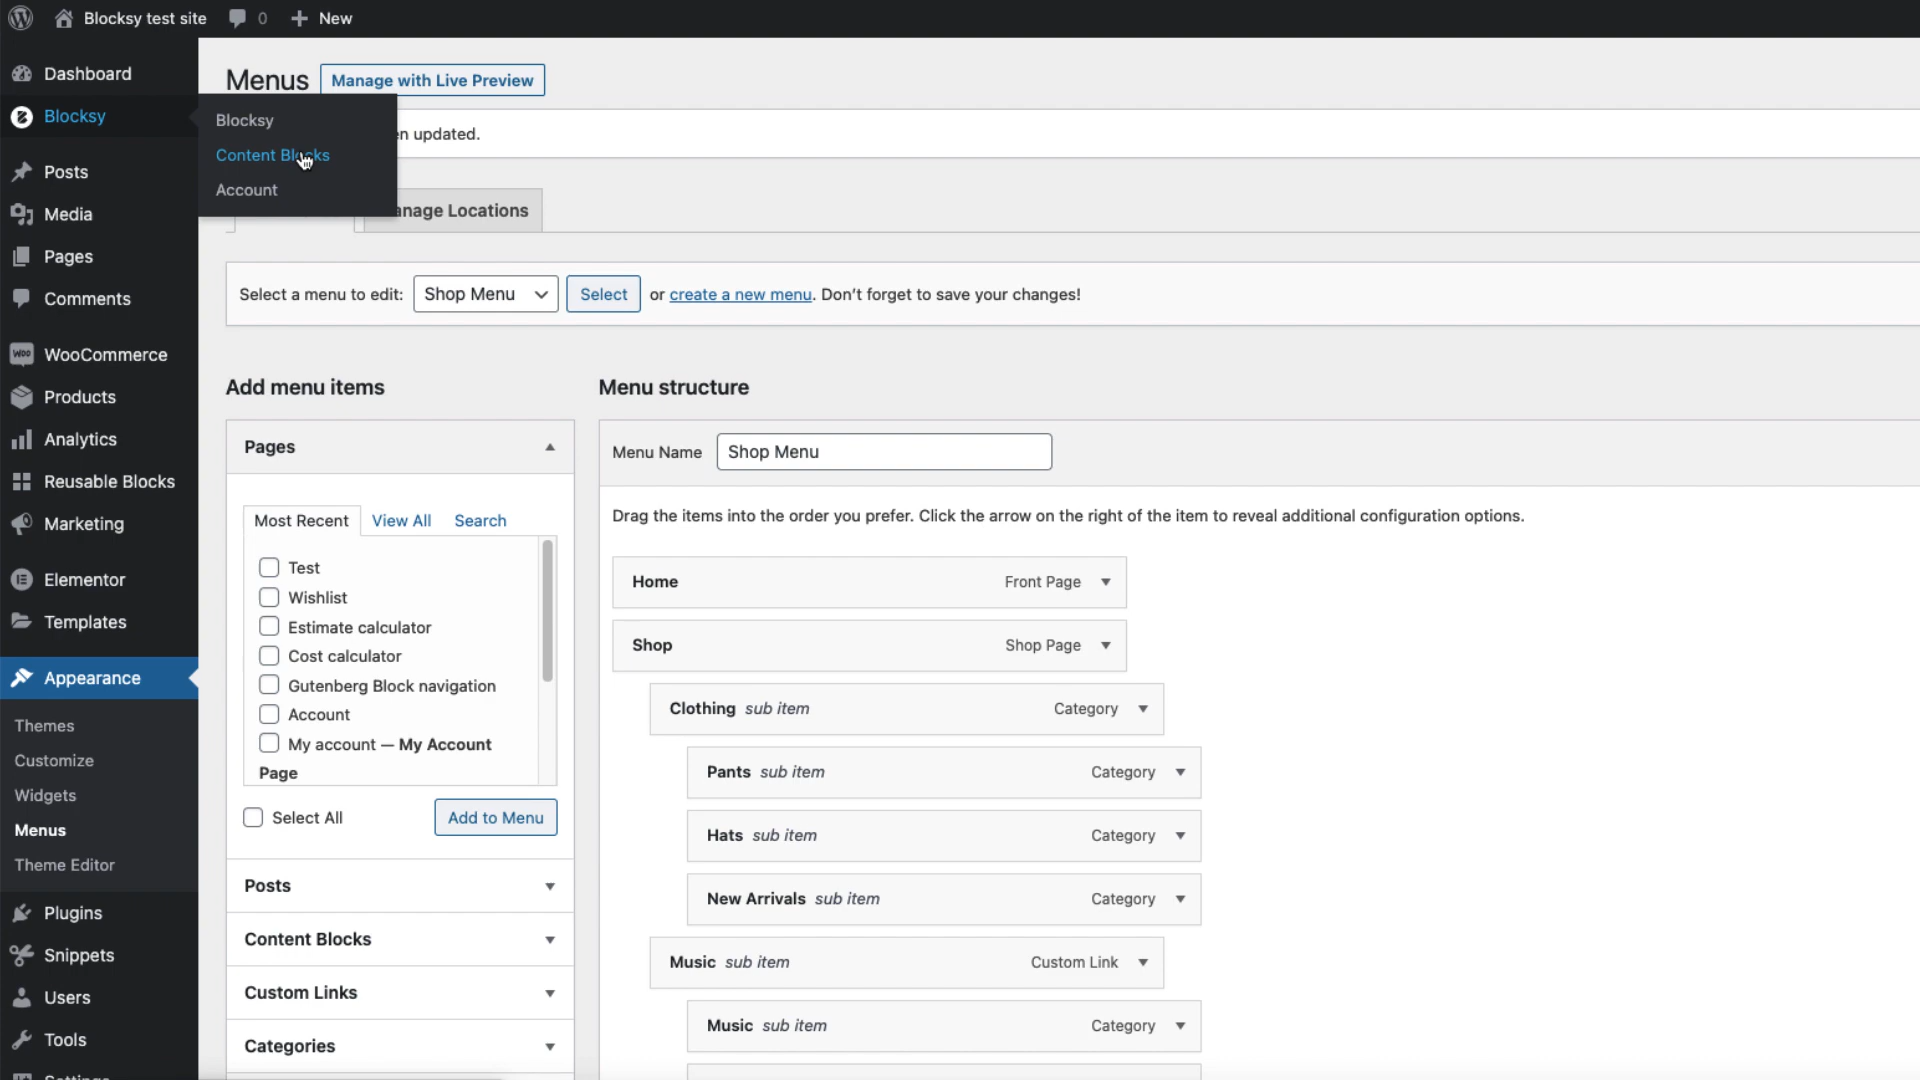 Blocksy test site 0 New
Dashboard
Blocksy
Posts
Media
Pages
Comments
WooCommerce
Products
Analytics
Reusable Blocks
Marketing
Elementor
Templates
Appearance
Themes
Customize
Widgets
Menus
Theme Editor
Plugins
Snippets
Users
Tools
Menus Manage with Live Preview
Blocksy
Content Blocks
Account
en updated.
anage Locations
Select a menu to edit: Shop Menu Select or create a new menu. Don't forget to save your changes!
Add menu items
Pages
Most Recent View All Search
Test
Wishlist
Estimate calculator
Cost calculator
Gutenberg Block navigation
Account
My account — My Account
Page
Select All Add to Menu
Posts
Content Blocks
Custom Links
Categories
Menu structure
Menu Name Shop Menu
Drag the items into the order you prefer. Click the arrow on the right of the item to reveal additional configuration options.
Home Front Page
Shop Shop Page
Clothing sub item Category
Pants sub item Category
Hats sub item Category
New Arrivals sub item Category
Music sub item Custom Link
Music sub item Category